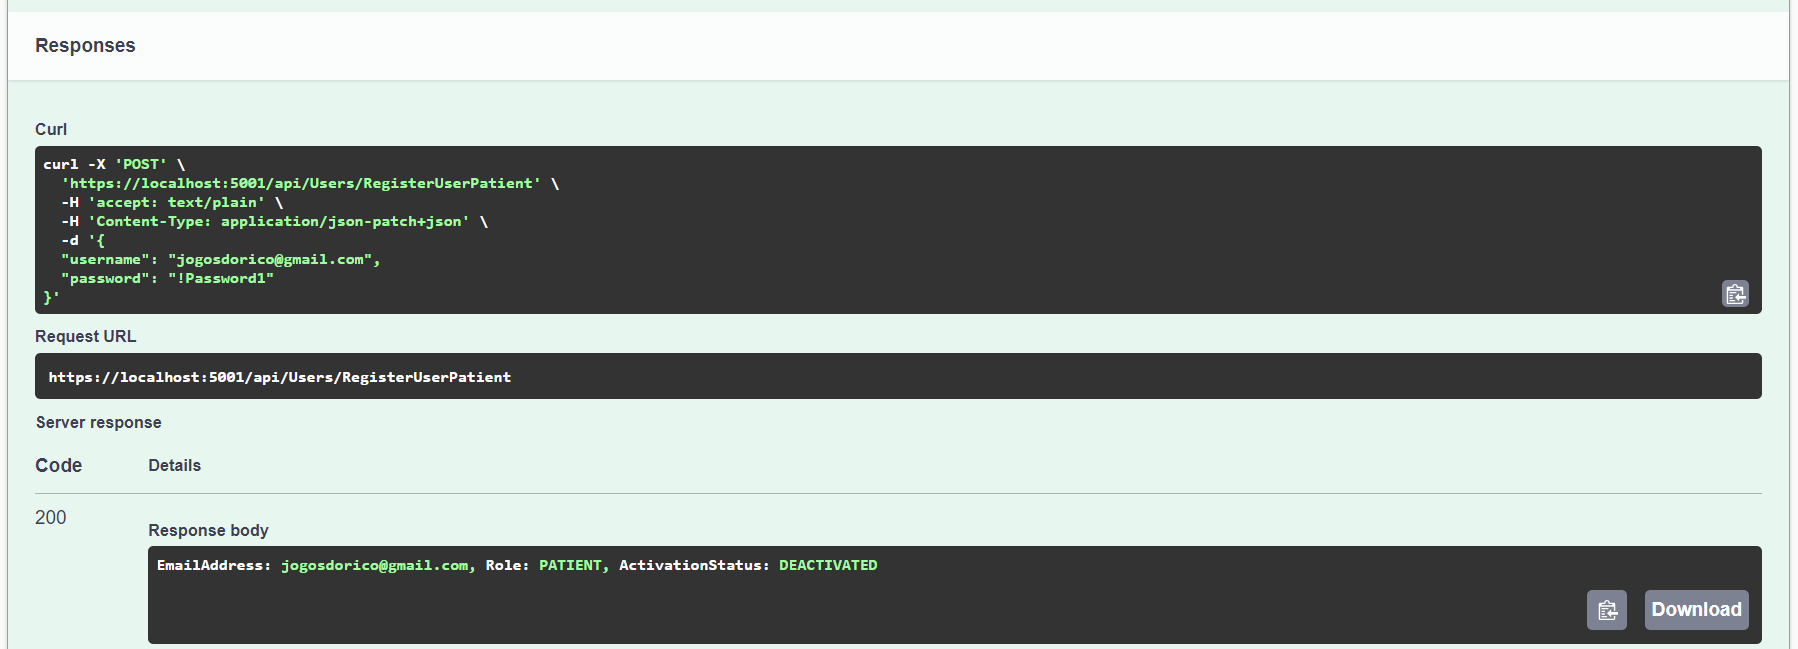 Responses
Curl
curl -X 'POST' \
  'https://localhost:5001/api/Users/RegisterUserPatient' \
  -H 'accept: text/plain' \
  -H 'Content-Type: application/json-patch+json' \
  -d '{
  "username": "jogosdorico@gmail.com",
  "password": "!Password1"
}'
Request URL
https://localhost:5001/api/Users/RegisterUserPatient
Server response
Code Details
200
Response body
EmailAddress: jogosdorico@gmail.com, Role: PATIENT, ActivationStatus: DEACTIVATED
Download